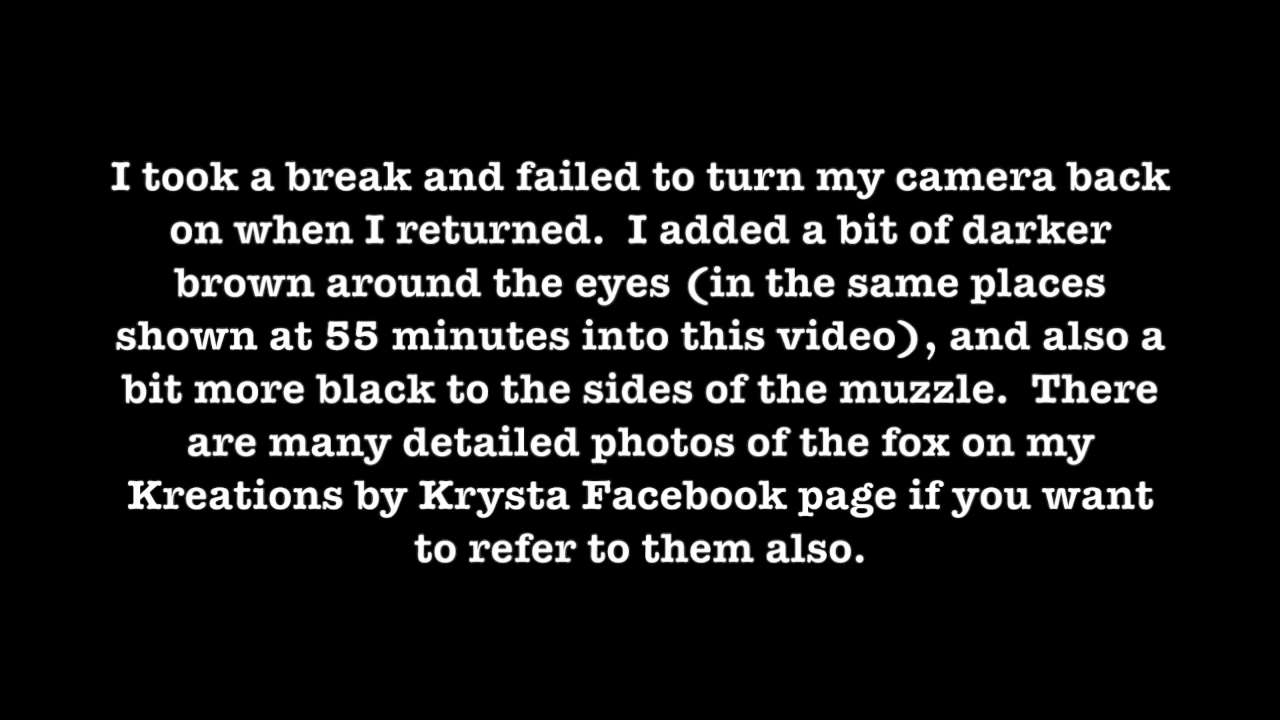 I took a break and failed to turn my camera back
on when I returned.  I added a bit of darker
brown around the eyes (in the same places
shown at 55 minutes into this video), and also a
bit more black to the sides of the muzzle.  There
are many detailed photos of the fox on my
Kreations by Krysta Facebook page if you want
to refer to them also.